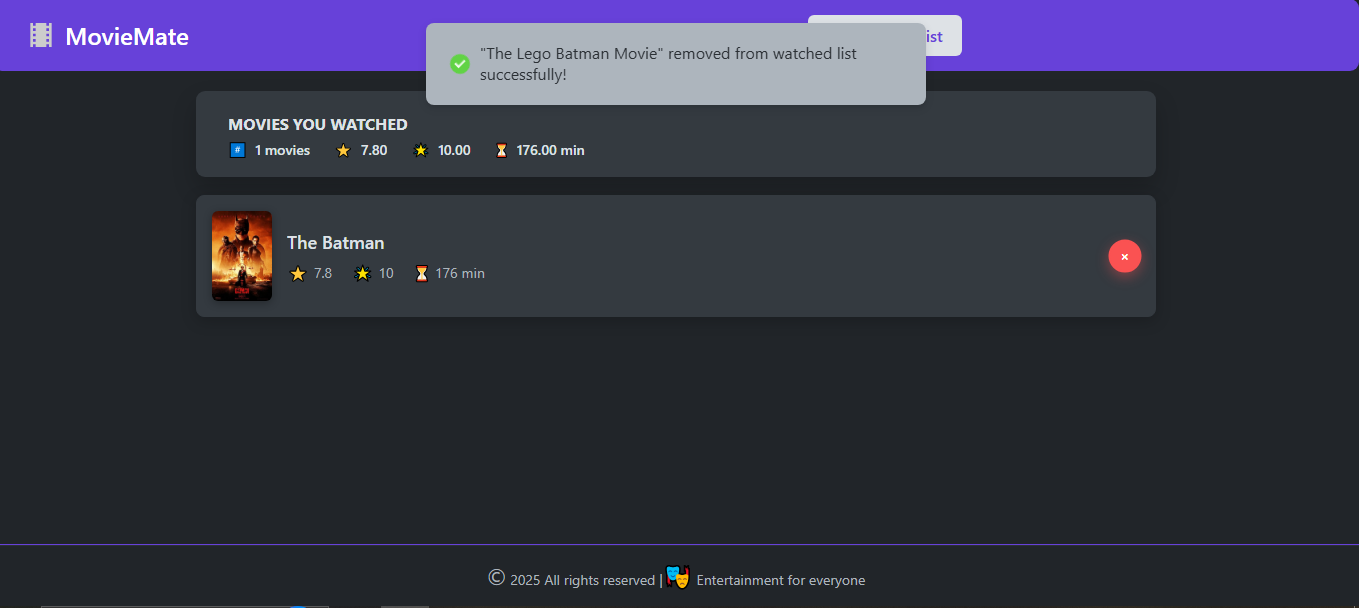 MovieMate
"The Lego Batman Movie" removed from watched list
successfully!
ist
MOVIES YOU WATCHED
# 1 movies ⭐ 7.80 🌟 10.00 ⏳ 176.00 min
The Batman
⭐ 7.8 🌟 10 ⏳ 176 min
© 2025 All rights reserved | 🎭 Entertainment for everyone